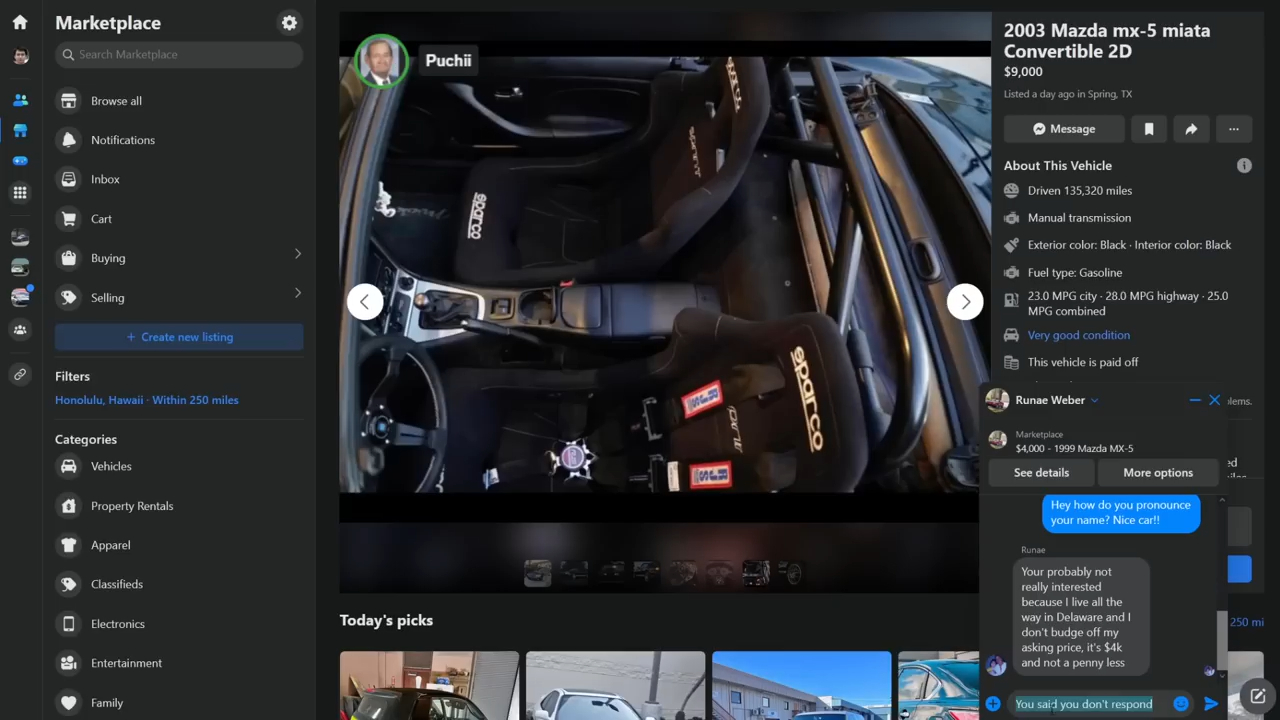 Marketplace
Search Marketplace
Browse all
Notifications
Inbox
Cart
Buying
Selling
+ Create new listing
Filters
Honolulu, Hawaii · Within 250 miles
Categories
Vehicles
Property Rentals
Apparel
Classifieds
Electronics
Entertainment
Family
Puchii
sparco
sparco
Today's picks
2003 Mazda mx-5 miata
Convertible 2D
$9,000
Listed a day ago in Spring, TX
Message
About This Vehicle
Driven 135,320 miles
Manual transmission
Exterior color: Black · Interior color: Black
Fuel type: Gasoline
23.0 MPG city · 28.0 MPG highway · 25.0
MPG combined
Very good condition
This vehicle is paid off
Runae Weber
Marketplace
$4,000 - 1999 Mazda MX-5
See details
More options
Hey how do you pronounce
your name? Nice car!!
Runae
Your probably not
really interested
because I live all the
way in Delaware and I
don't budge off my
asking price, it's $4k
and not a penny less
You said you don't respond
250 mi